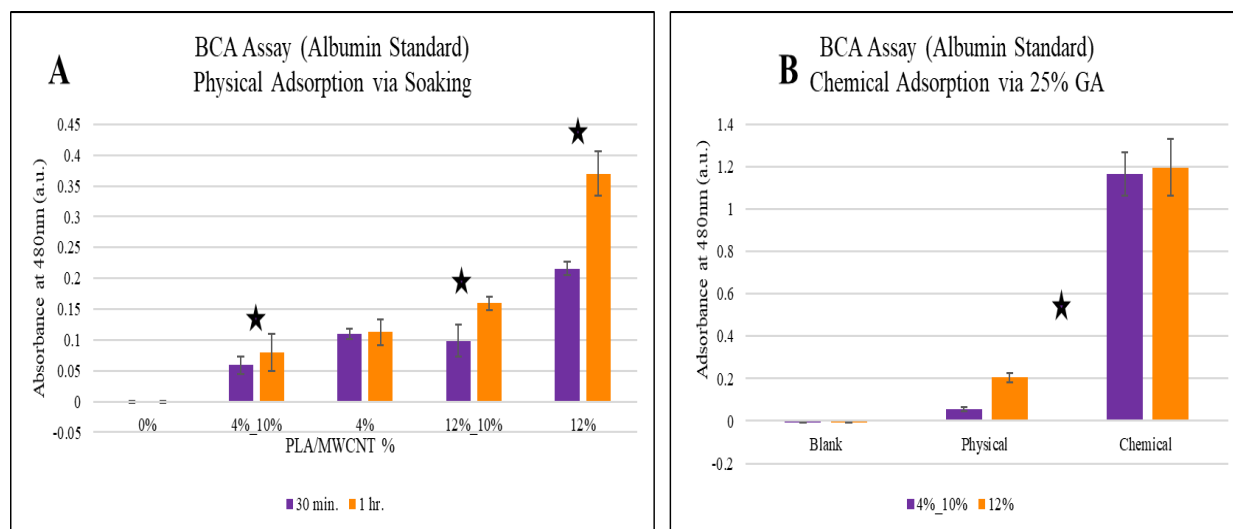 A
BCA Assay (Albumin Standard)
Physical Adsorption via Soaking
Absorbance at 480nm (a.u.)
0.45
0.4
0.35
0.3
0.25
0.2
0.15
0.1
0.05
0
-0.05
0%
4%_10%
4%
12%_10%
12%
PLA/MWCNT %
30 min.
1 hr.
B
BCA Assay (Albumin Standard)
Chemical Adsorption via 25% GA
Adsorbance at 480nm (a.u.)
1.4
1.2
1
0.8
0.6
0.4
0.2
0
-0.2
Blank
Physical
Chemical
4%_10%
12%